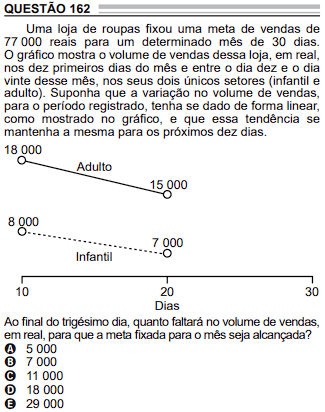 QUESTÃO 162
Uma loja de roupas fixou uma meta de vendas de
77 000 reais para um determinado mês de 30 dias.
O gráfico mostra o volume de vendas dessa loja, em real,
nos dez primeiros dias do mês e entre o dia dez e o dia
vinte desse mês, nos seus dois únicos setores (infantil e
adulto). Suponha que a variação no volume de vendas,
para o período registrado, tenha se dado de forma linear,
como mostrado no gráfico, e que essa tendência se
mantenha a mesma para os próximos dez dias.
18 000
Adulto
15 000
8 000
7 000
Infantil
10 20 30
Dias
Ao final do trigésimo dia, quanto faltará no volume de vendas,
em real, para que a meta fixada para o mês seja alcançada?
A 5 000
B 7 000
C 11 000
D 18 000
E 29 000